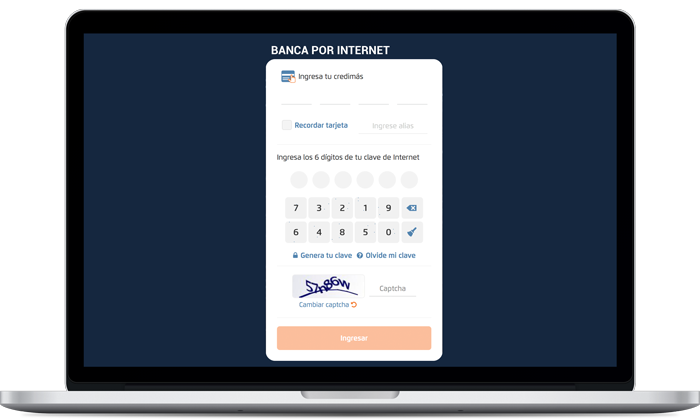 BANCA POR INTERNET
Ingresa tu credimás
Recordar tarjeta Ingrese alias
Ingresa los 6 dígitos de tu clave de Internet
7 3 2 1 9
6 4 8 5 0
Genera tu clave Olvide mi clave
Captcha
Cambiar captcha
Ingresar